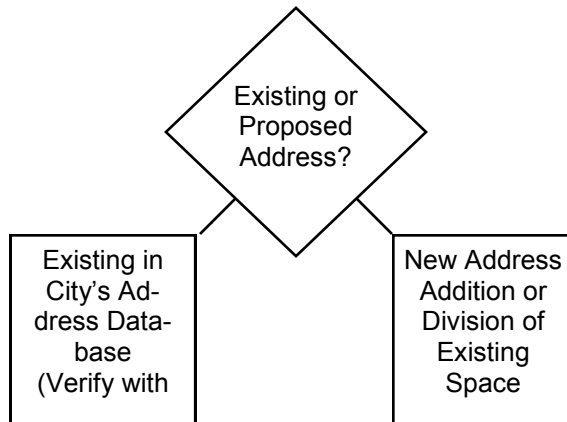 Existing or
Proposed
Address?
Existing in
City’s Ad-
dress Data-
base
(Verify with
New Address
Addition or
Division of
Existing
Space